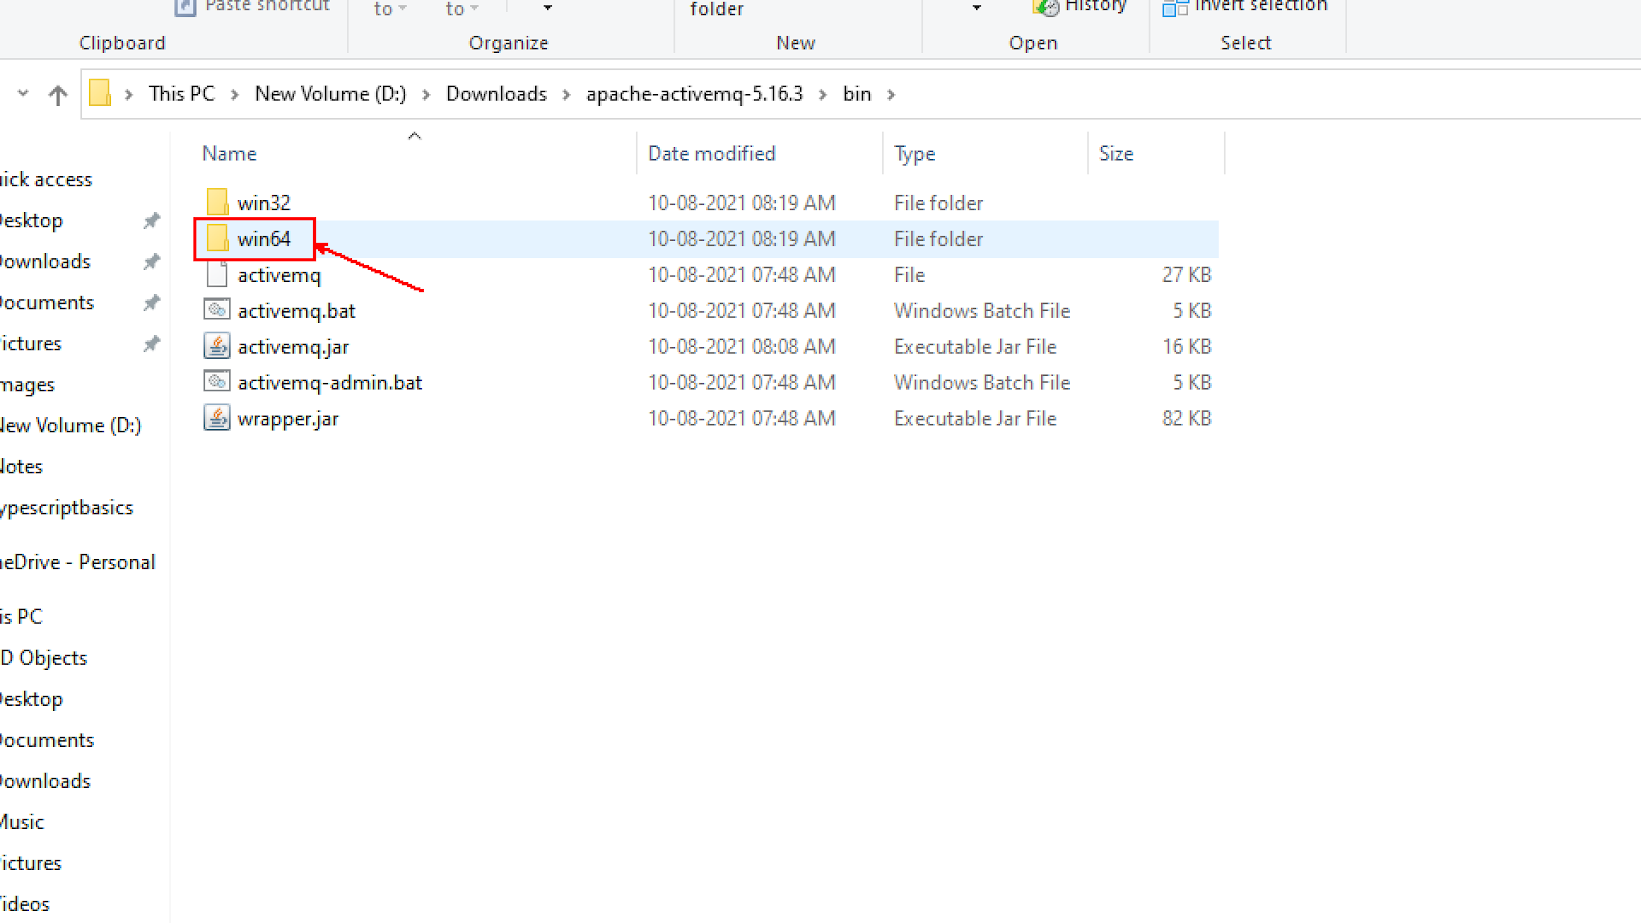 Paste shortcut
to
to
folder
History
Invert selection
Clipboard
Organize
New
Open
Select
This PC
New Volume (D:)
Downloads
apache-activemq-5.16.3
bin
Name
Date modified
Type
Size
uick access
Desktop
Downloads
Documents
Pictures
mages
New Volume (D:)
Notes
ypescriptbasics
neDrive - Personal
is PC
D Objects
Desktop
Documents
Downloads
Music
Pictures
Videos
win32 10-08-2021 08:19 AM File folder
win64 10-08-2021 08:19 AM File folder
activemq 10-08-2021 07:48 AM File 27 KB
activemq.bat 10-08-2021 07:48 AM Windows Batch File 5 KB
activemq.jar 10-08-2021 08:08 AM Executable Jar File 16 KB
activemq-admin.bat 10-08-2021 07:48 AM Windows Batch File 5 KB
wrapper.jar 10-08-2021 07:48 AM Executable Jar File 82 KB